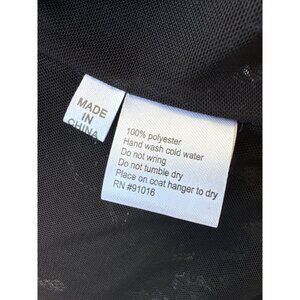 MADE
IN
CHINA
100% polyester
Hand wash cold water
Do not wring
Do not tumble dry
Place on coat hanger to dry
RN #91016